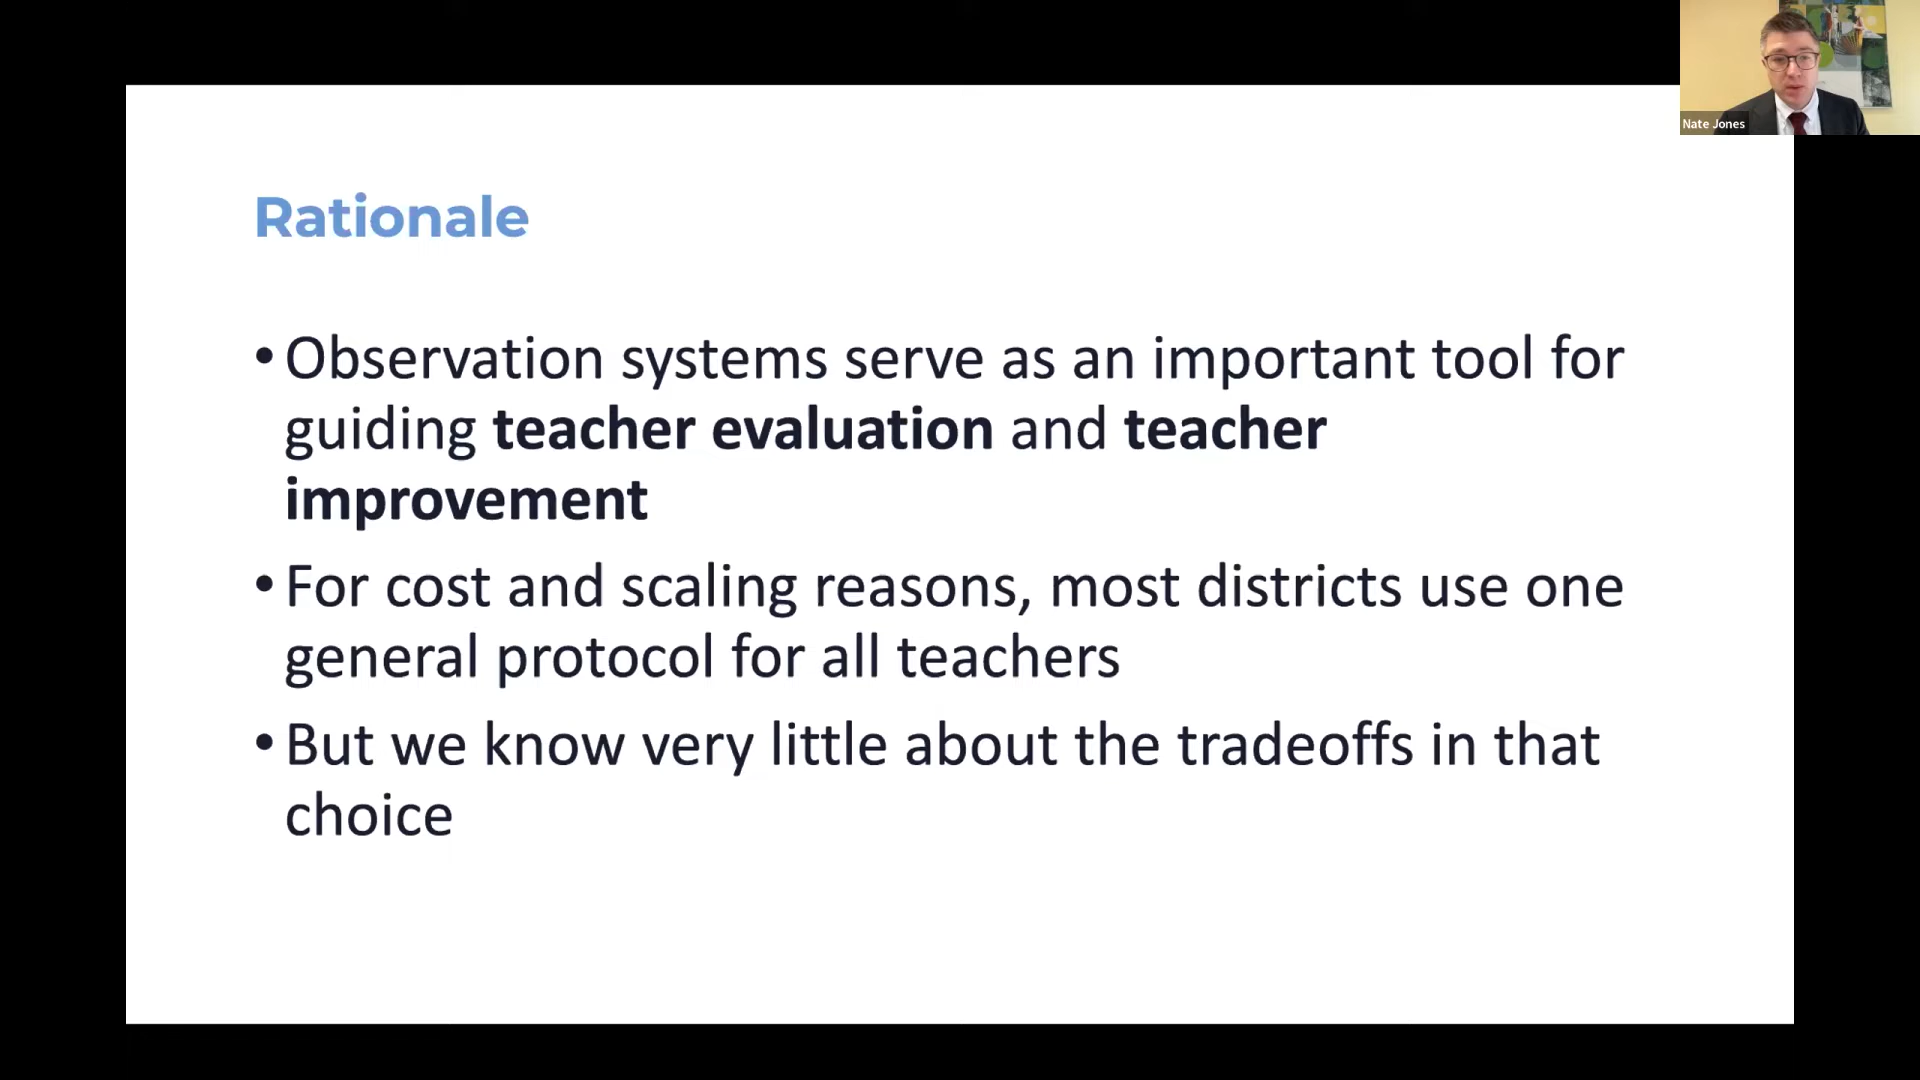 Rationale
• Observation systems serve as an important tool for
guiding teacher evaluation and teacher
improvement
• For cost and scaling reasons, most districts use one
general protocol for all teachers
• But we know very little about the tradeoffs in that
choice
Nate Jones